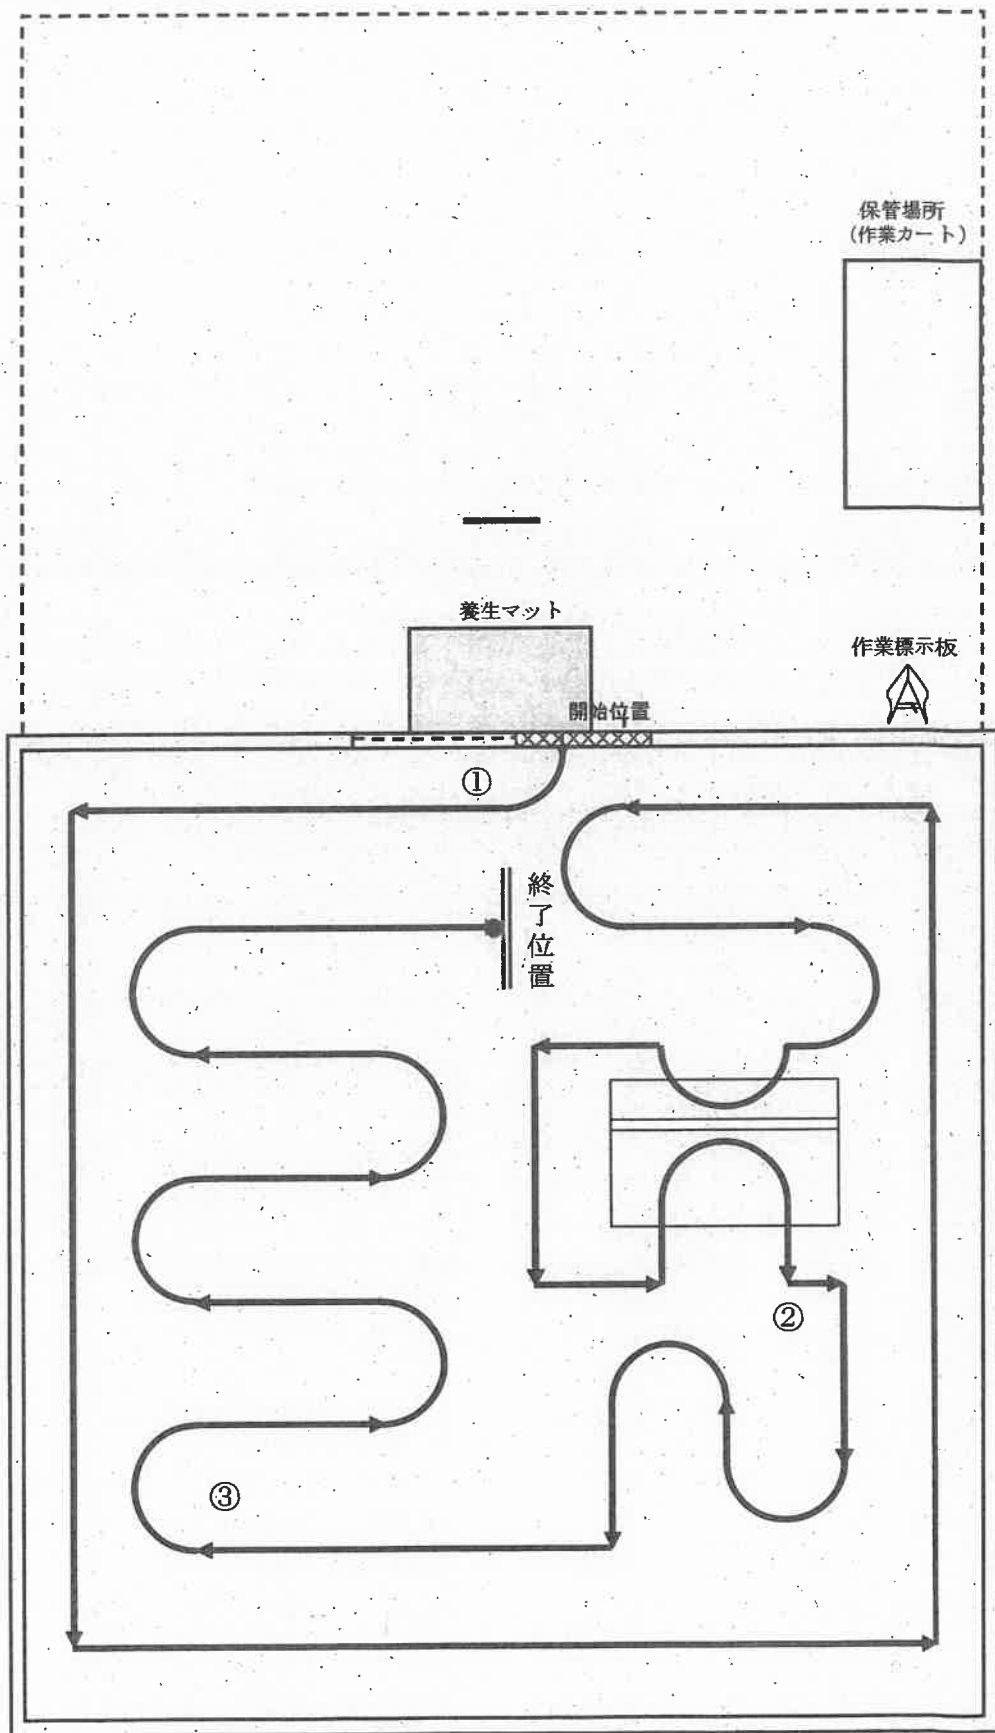 保管場所
(作業カート)
養生マット
作業標示板
開始位置
①
終了位置
②
③